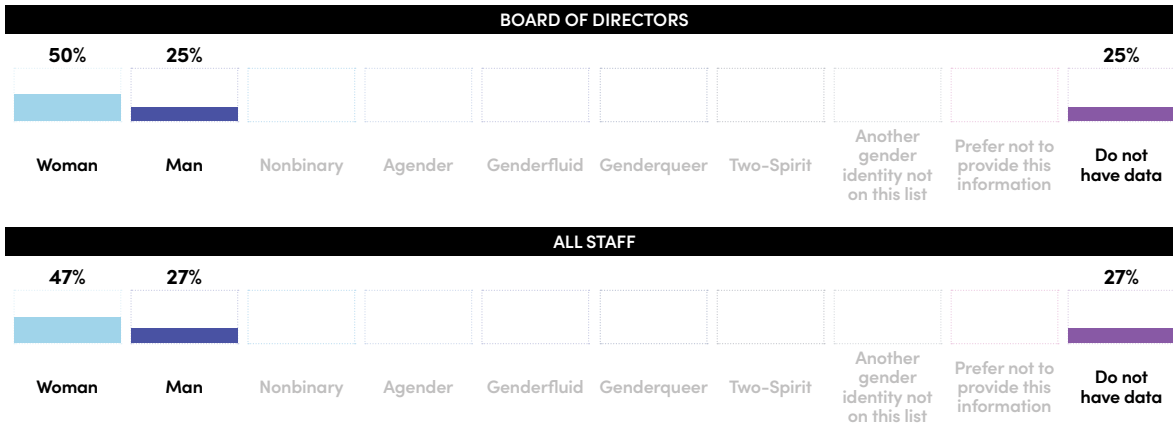 BOARD OF DIRECTORS
50% 25% 25%
Woman Man Nonbinary Agender Genderfluid Genderqueer Two-Spirit
Another
gender
identity not
on this list
Prefer not to
provide this
information
Do not
have data
ALL STAFF
47% 27% 27%
Woman Man Nonbinary Agender Genderfluid Genderqueer Two-Spirit
Another
gender
identity not
on this list
Prefer not to
provide this
information
Do not
have data